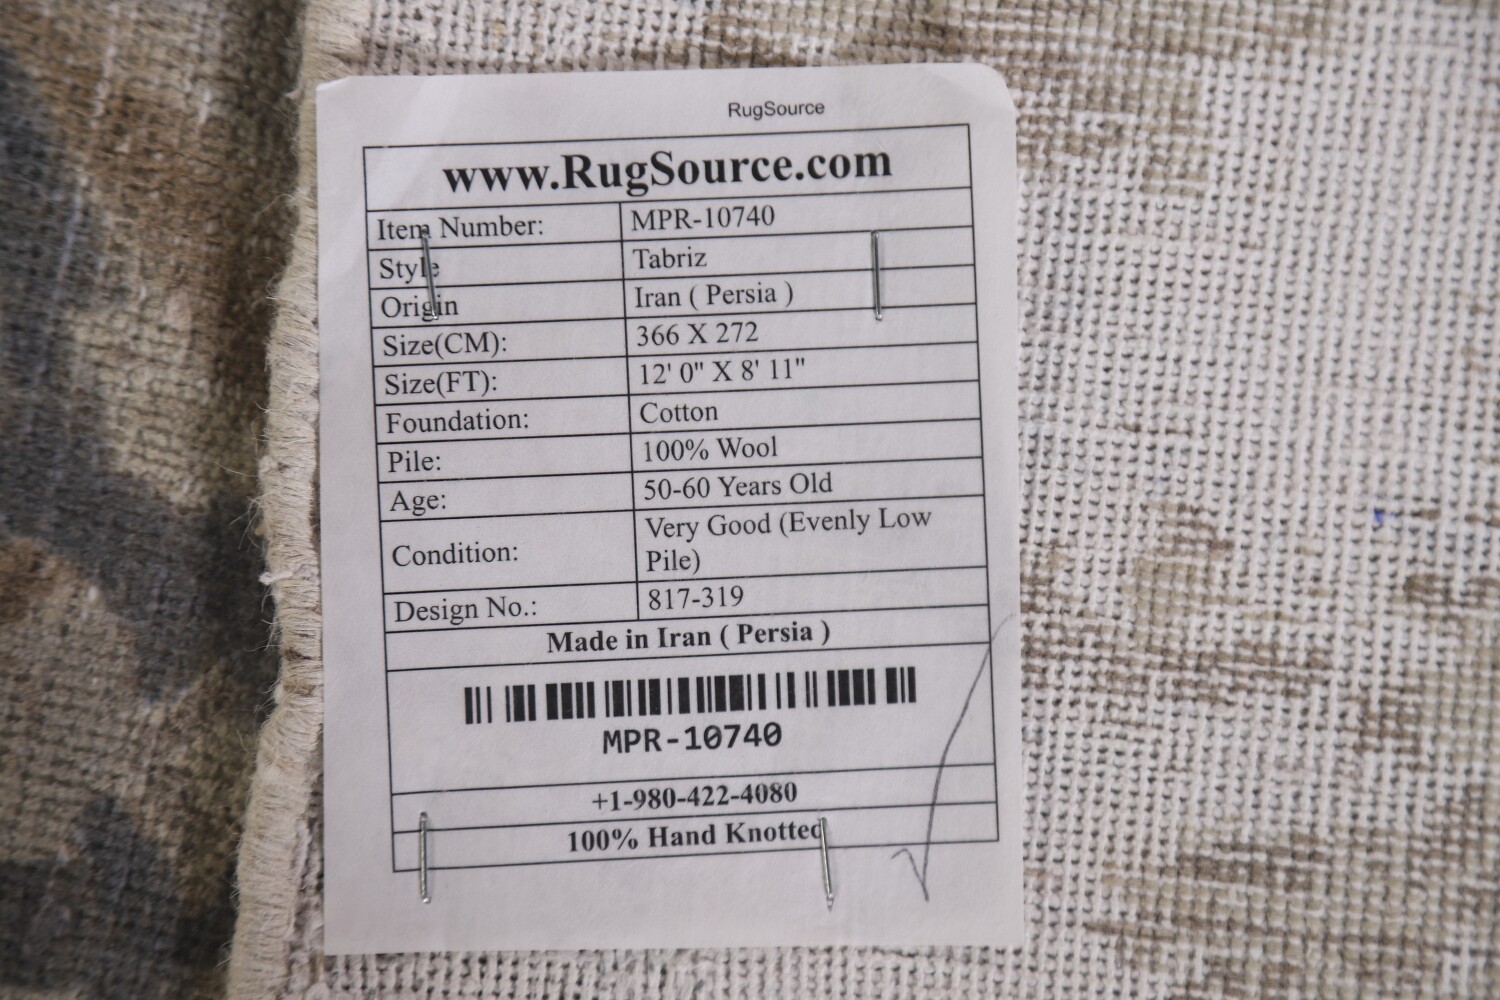 RugSource
www.RugSource.com
Item Number: MPR-10740
Style Tabriz
Origin Iran ( Persia )
Size(CM): 366 X 272
Size(FT): 12' 0" X 8' 11"
Foundation: Cotton
Pile: 100% Wool
Age: 50-60 Years Old
Condition: Very Good (Evenly Low
Pile)
Design No.: 817-319
Made in Iran ( Persia )
MPR-10740
+1-980-422-4080
100% Hand Knotted